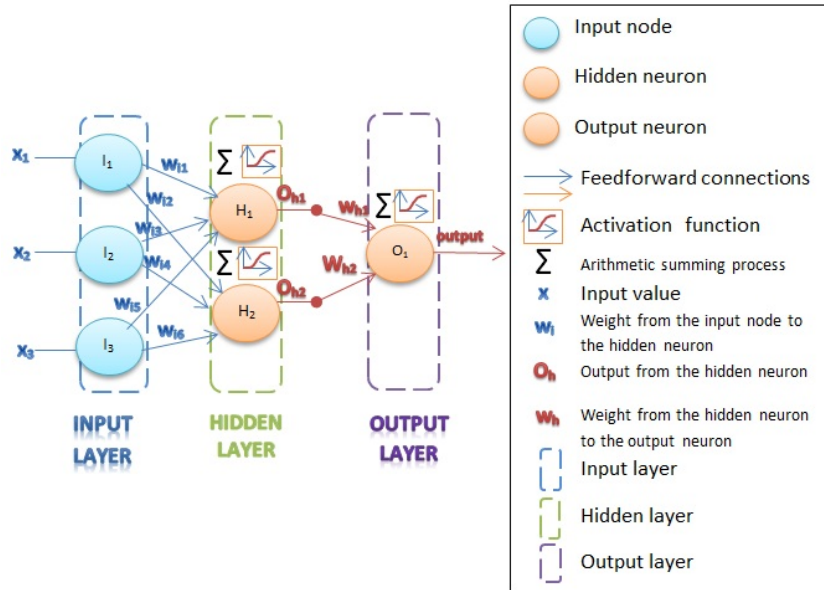 X1
X2
X3
I1
I2
I3
Wi1
Wi2
Wi3
Wi4
Wi5
Wi6
Σ
H1
Σ
H2
Oh1
Oh2
Wh1
Wh2
Σ
O1
output
INPUT
LAYER
HIDDEN
LAYER
OUTPUT
LAYER
Input node
Hidden neuron
Output neuron
Feedforward connections
Activation function
Σ Arithmetic summing process
x Input value
Wi Weight from the input node to
the hidden neuron
Oh Output from the hidden neuron
Wh Weight from the hidden neuron
to the output neuron
Input layer
Hidden layer
Output layer